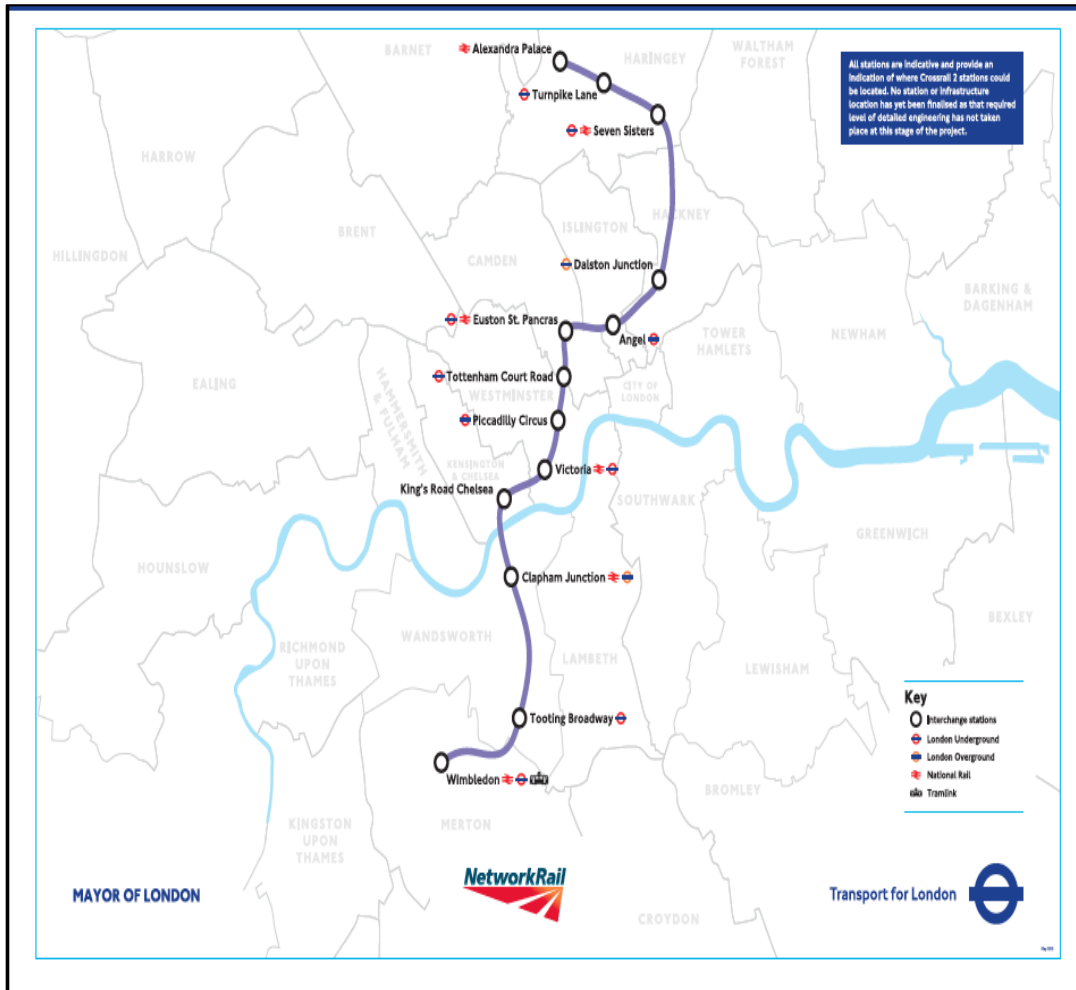 BARNET
Alexandra Palace
HARINGEY
WALTHAM
FOREST
All stations are indicative and provide an
indication of where Crossrail 2 stations could
be located. No station or infrastructure
location has yet been finalised as that required
level of detailed engineering has not taken
place at this stage of the project.
Turnpike Lane
Seven Sisters
HARROW
HACKNEY
ISLINGTON
BRENT
HILLINGDON
CAMDEN
Dalston Junction
BARKING &
DAGENHAM
Euston St. Pancras
Angel
TOWER
HAMLETS
NEWHAM
EALING
Tottenham Court Road
HAMMERSMITH
& FULHAM
WESTMINSTER
CITY OF
LONDON
Piccadilly Circus
KENSINGTON
& CHELSEA
Victoria
King's Road Chelsea
SOUTHWARK
GREENWICH
HOUNSLOW
Clapham Junction
BEXLEY
WANDSWORTH
RICHMOND
UPON
THAMES
LAMBETH
LEWISHAM
Key
Interchange stations
London Underground
London Overground
National Rail
Tramlink
Tooting Broadway
Wimbledon
BROMLEY
MERTON
KINGSTON
UPON
THAMES
MAYOR OF LONDON
NetworkRail
Transport for London
CROYDON